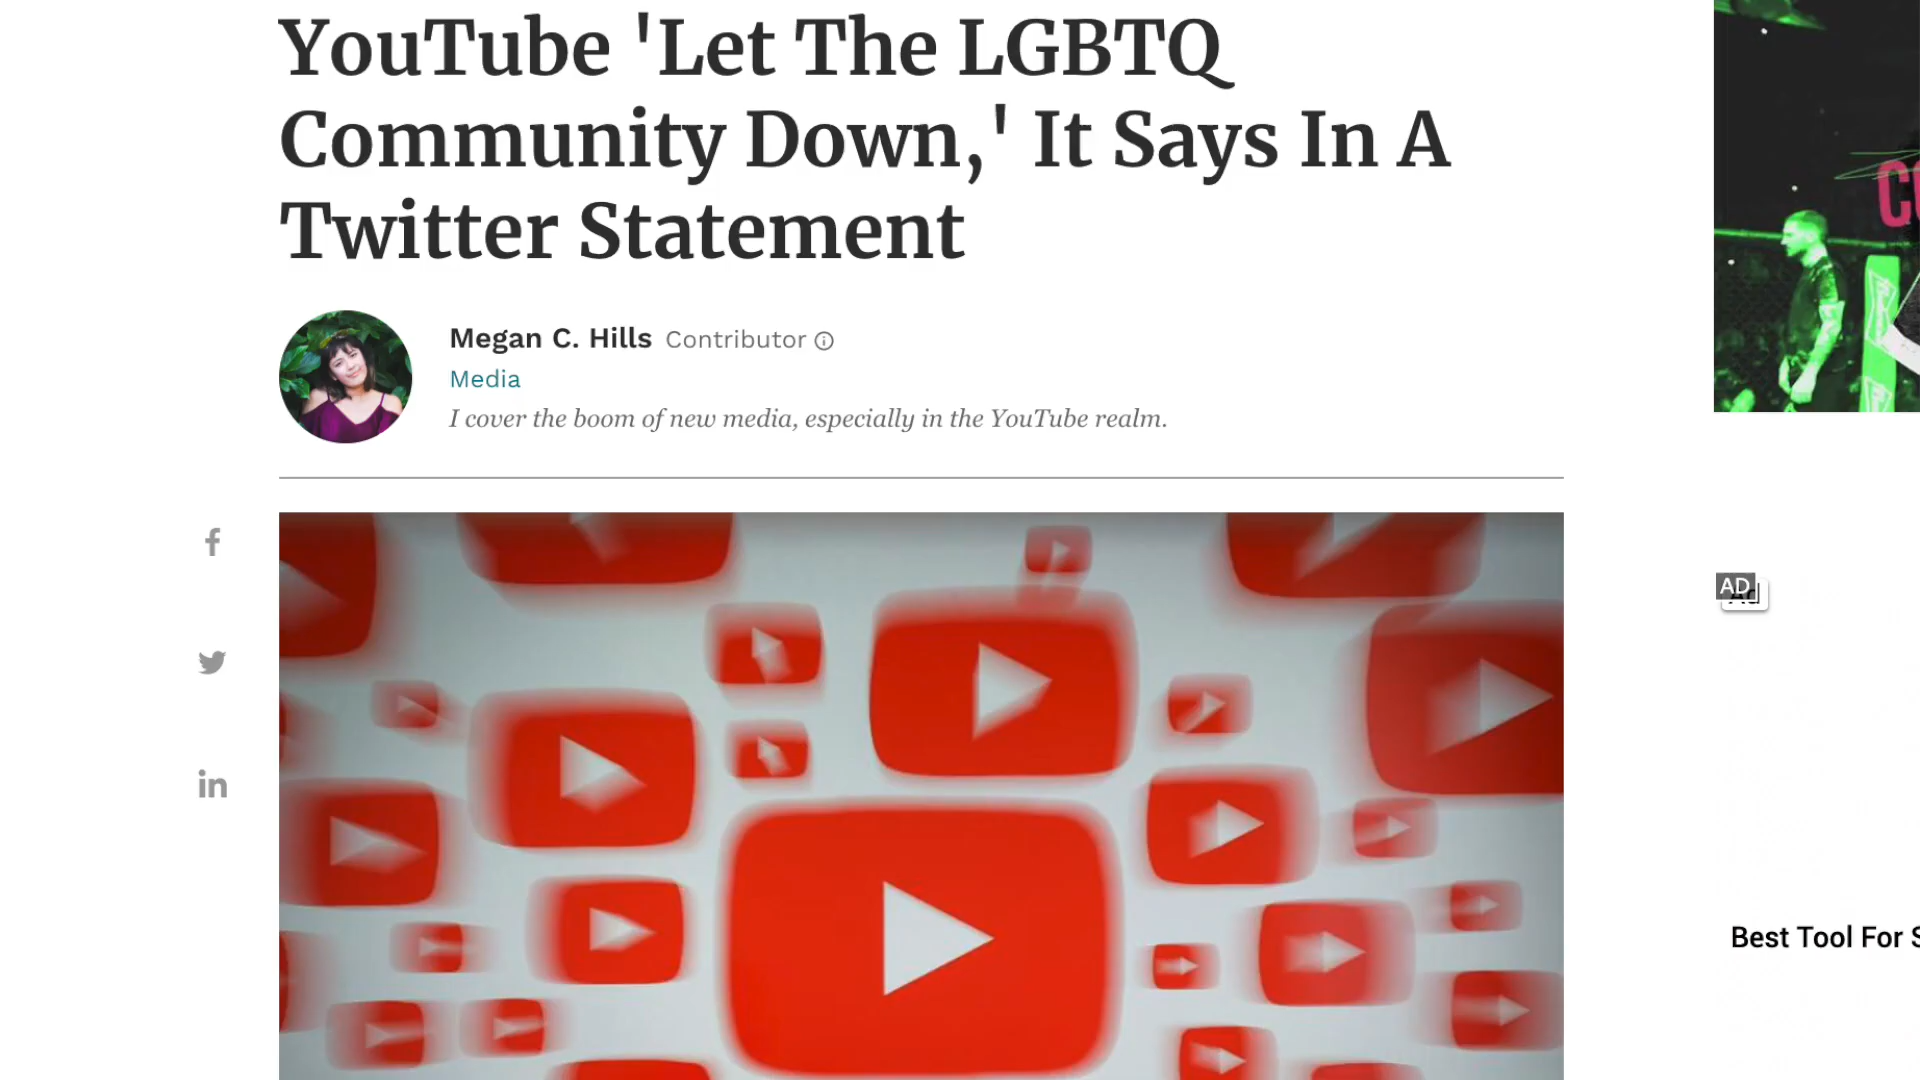 YouTube 'Let The LGBTQ
Community Down,' It Says In A
Twitter Statement
Megan C. Hills Contributor
Media
I cover the boom of new media, especially in the YouTube realm.
AD
Ad
Best Tool For S